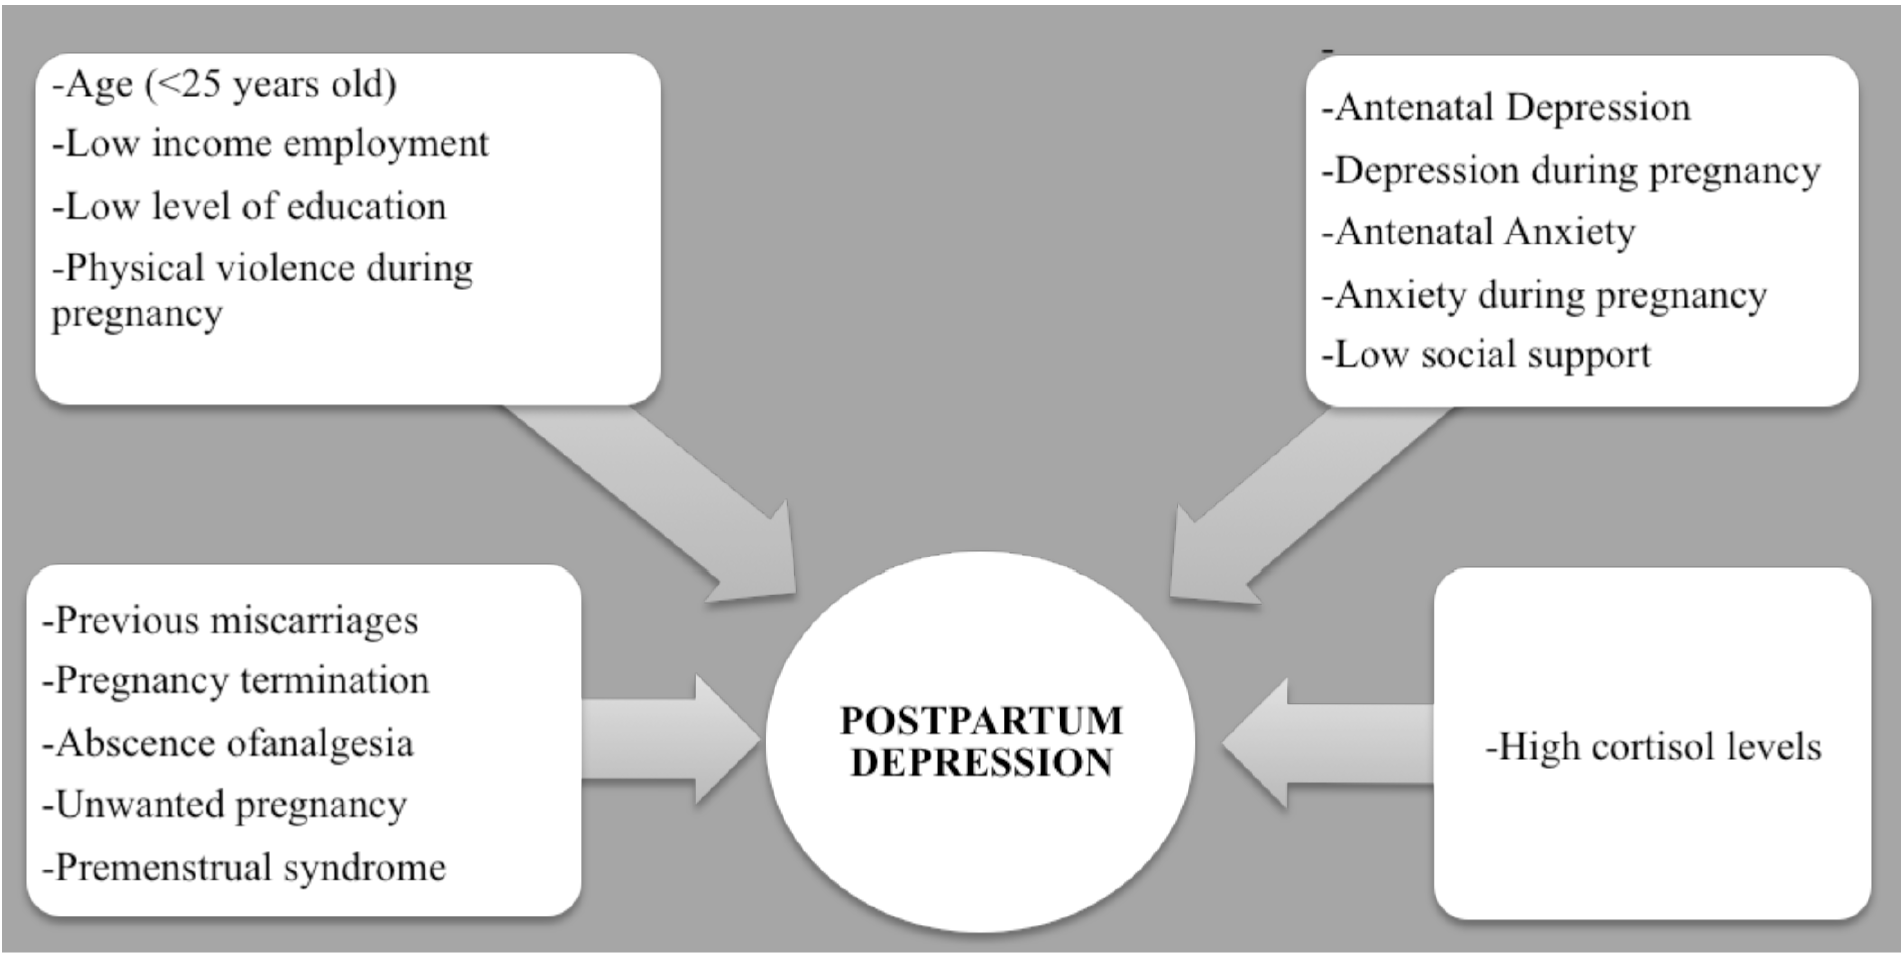 -Age (<25 years old)
-Low income employment
-Low level of education
-Physical violence during
pregnancy
-
-Antenatal Depression
-Depression during pregnancy
-Antenatal Anxiety
-Anxiety during pregnancy
-Low social support
-Previous miscarriages
-Pregnancy termination
-Abscence ofanalgesia
-Unwanted pregnancy
-Premenstrual syndrome
POSTPARTUM
DEPRESSION
-High cortisol levels